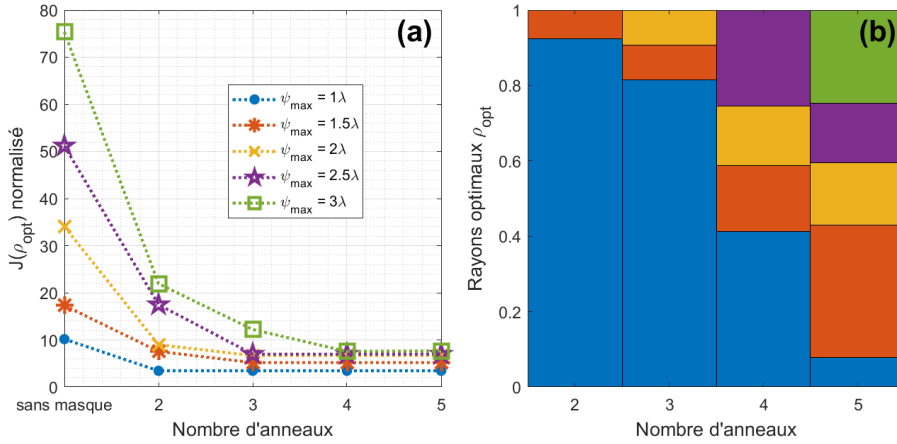 80
70
60
50
40
30
20
10
0
J(ρopt) normalisé
(a)
ψmax = 1λ
ψmax = 1.5λ
ψmax = 2λ
ψmax = 2.5λ
ψmax = 3λ
sans masque 2 3 4 5
Nombre d'anneaux
1
0.8
0.6
0.4
0.2
0
Rayons optimaux ρopt
(b)
2 3 4 5
Nombre d'anneaux